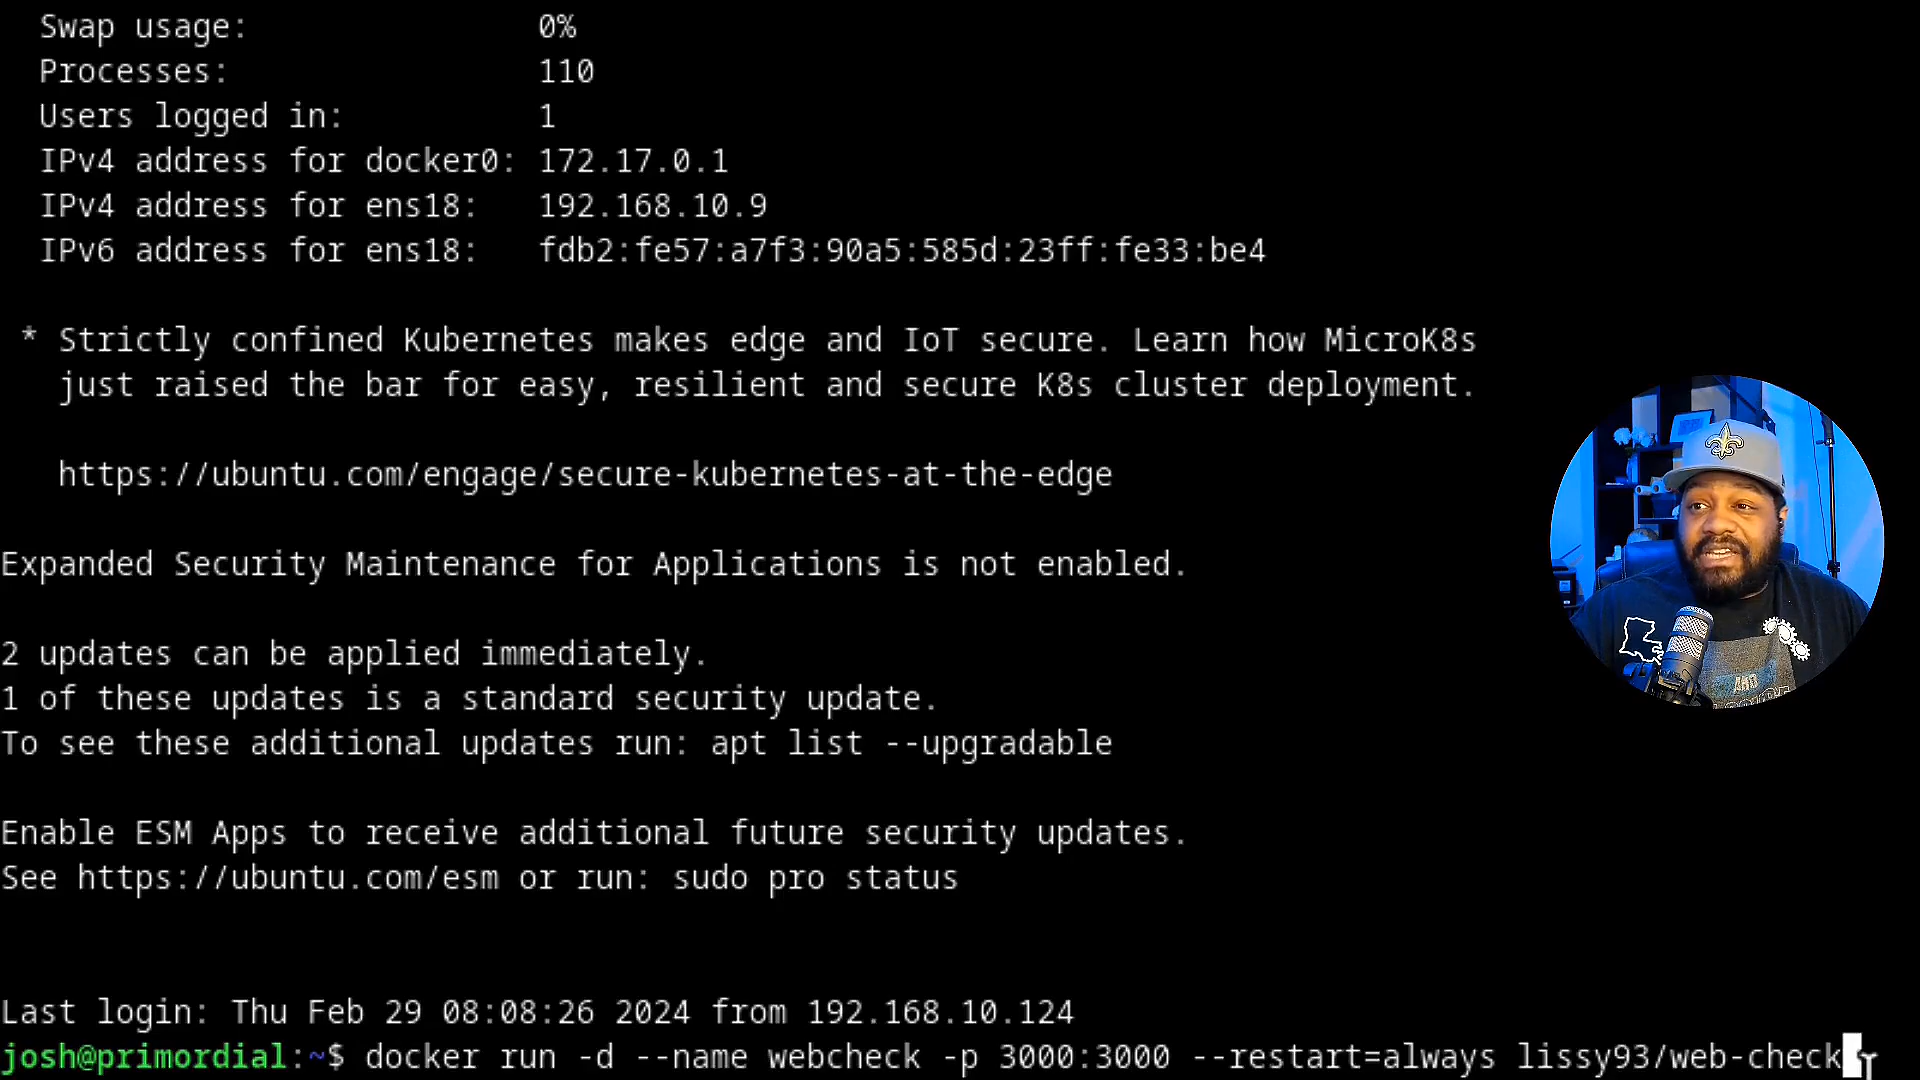 Swap usage: 0%
Processes: 110
Users logged in: 1
IPv4 address for docker0: 172.17.0.1
IPv4 address for ens18: 192.168.10.9
IPv6 address for ens18: fdb2:fe57:a7f3:90a5:585d:23ff:fe33:be4
* Strictly confined Kubernetes makes edge and IoT secure. Learn how MicroK8s
just raised the bar for easy, resilient and secure K8s cluster deployment.
https://ubuntu.com/engage/secure-kubernetes-at-the-edge
Expanded Security Maintenance for Applications is not enabled.
2 updates can be applied immediately.
1 of these updates is a standard security update.
To see these additional updates run: apt list --upgradable
Enable ESM Apps to receive additional future security updates.
See https://ubuntu.com/esm or run: sudo pro status
Last login: Thu Feb 29 08:08:26 2024 from 192.168.10.124
josh@primordial:~$ docker run -d --name webcheck -p 3000:3000 --restart=always lissy93/web-check
AND